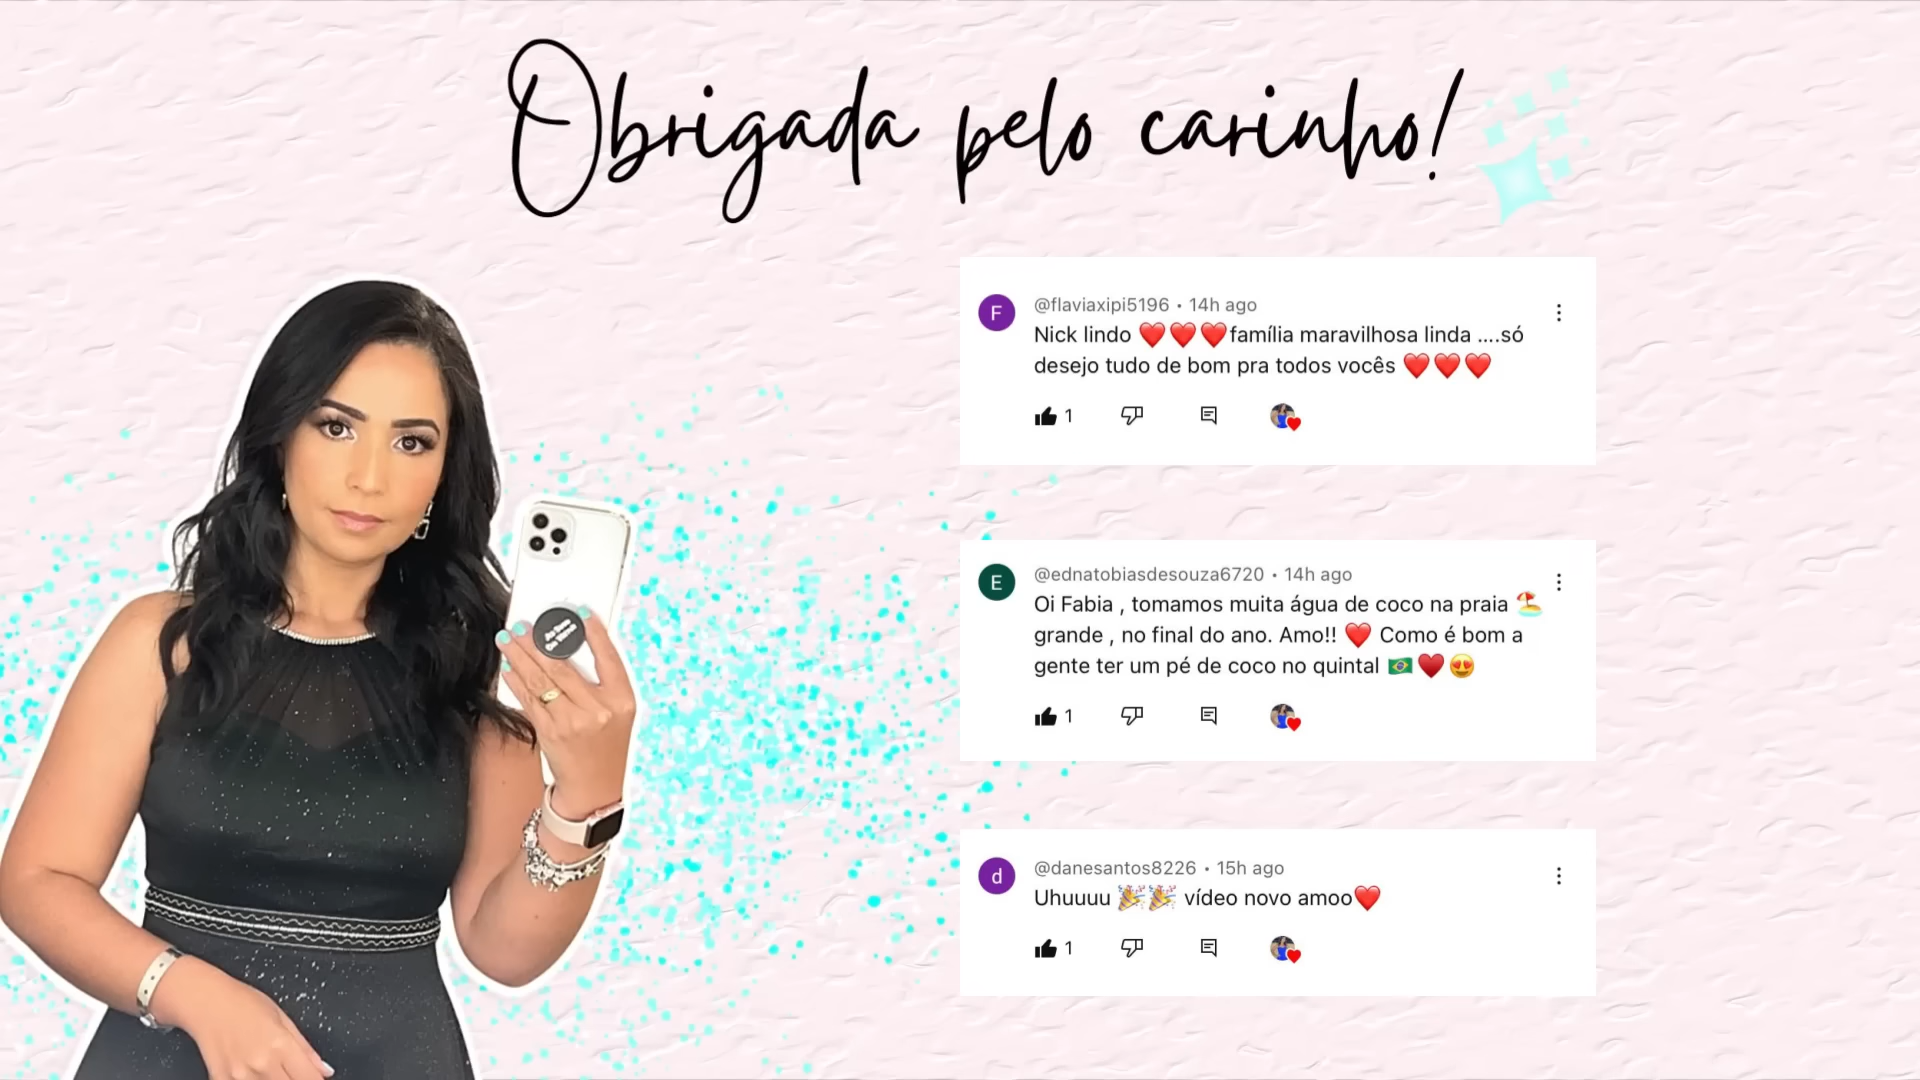 Obrigada pelo carinho!
F
@flaviaxipi5196 • 14h ago
Nick lindo ❤️❤️❤️família maravilhosa linda ....só
desejo tudo de bom pra todos vocês ❤️❤️❤️
1
E
@ednatobiasdesouza6720 • 14h ago
Oi Fabia , tomamos muita água de coco na praia 🏖️
grande , no final do ano. Amo!! ❤️ Como é bom a
gente ter um pé de coco no quintal 🇧🇷♥️😍
1
d
@danesantos8226 • 15h ago
Uhuuuu 🎉🎉 vídeo novo amoo❤️
1